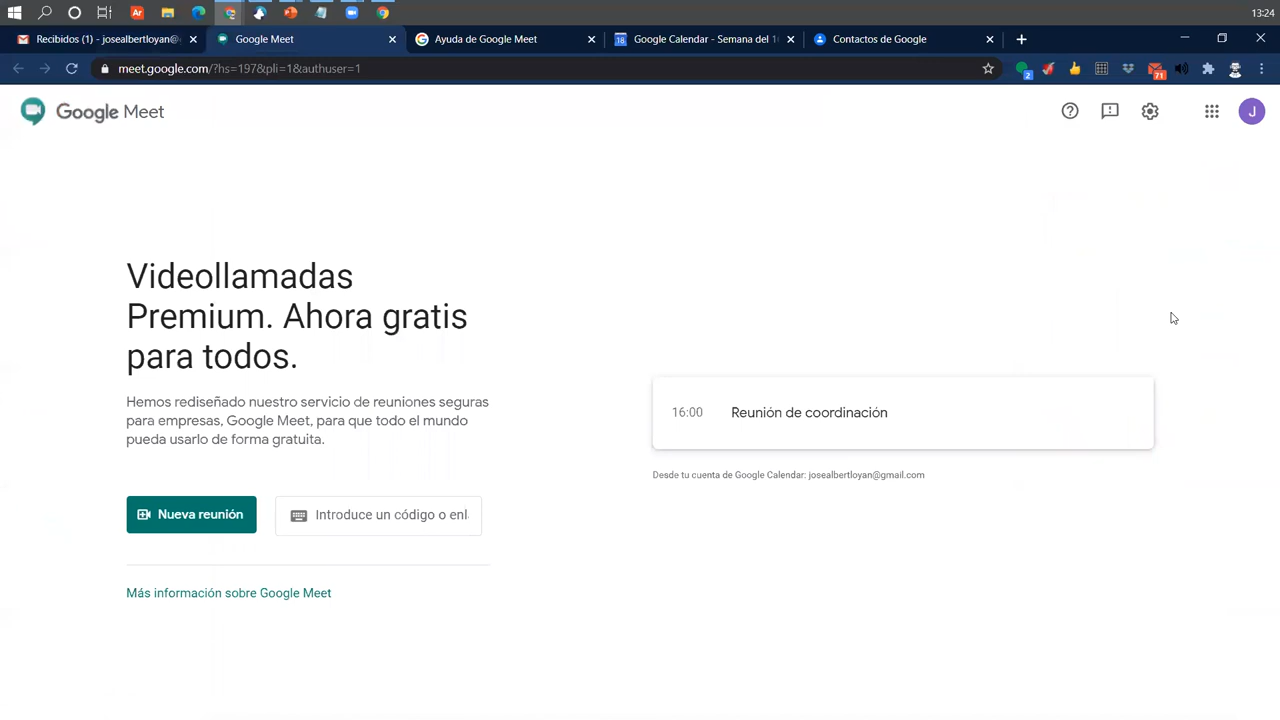 Ar
13:24
Recibidos (1) - josealbertloyan@
Google Meet
Ayuda de Google Meet
18 Google Calendar - Semana del 1
Contactos de Google
meet.google.com/?hs=197&pli=1&authuser=1
2
71
Google Meet
J
Videollamadas
Premium. Ahora gratis
para todos.
Hemos rediseñado nuestro servicio de reuniones seguras
para empresas, Google Meet, para que todo el mundo
pueda usarlo de forma gratuita.
16:00 Reunión de coordinación
Desde tu cuenta de Google Calendar: josealbertloyan@gmail.com
Nueva reunión
Introduce un código o enl
Más información sobre Google Meet